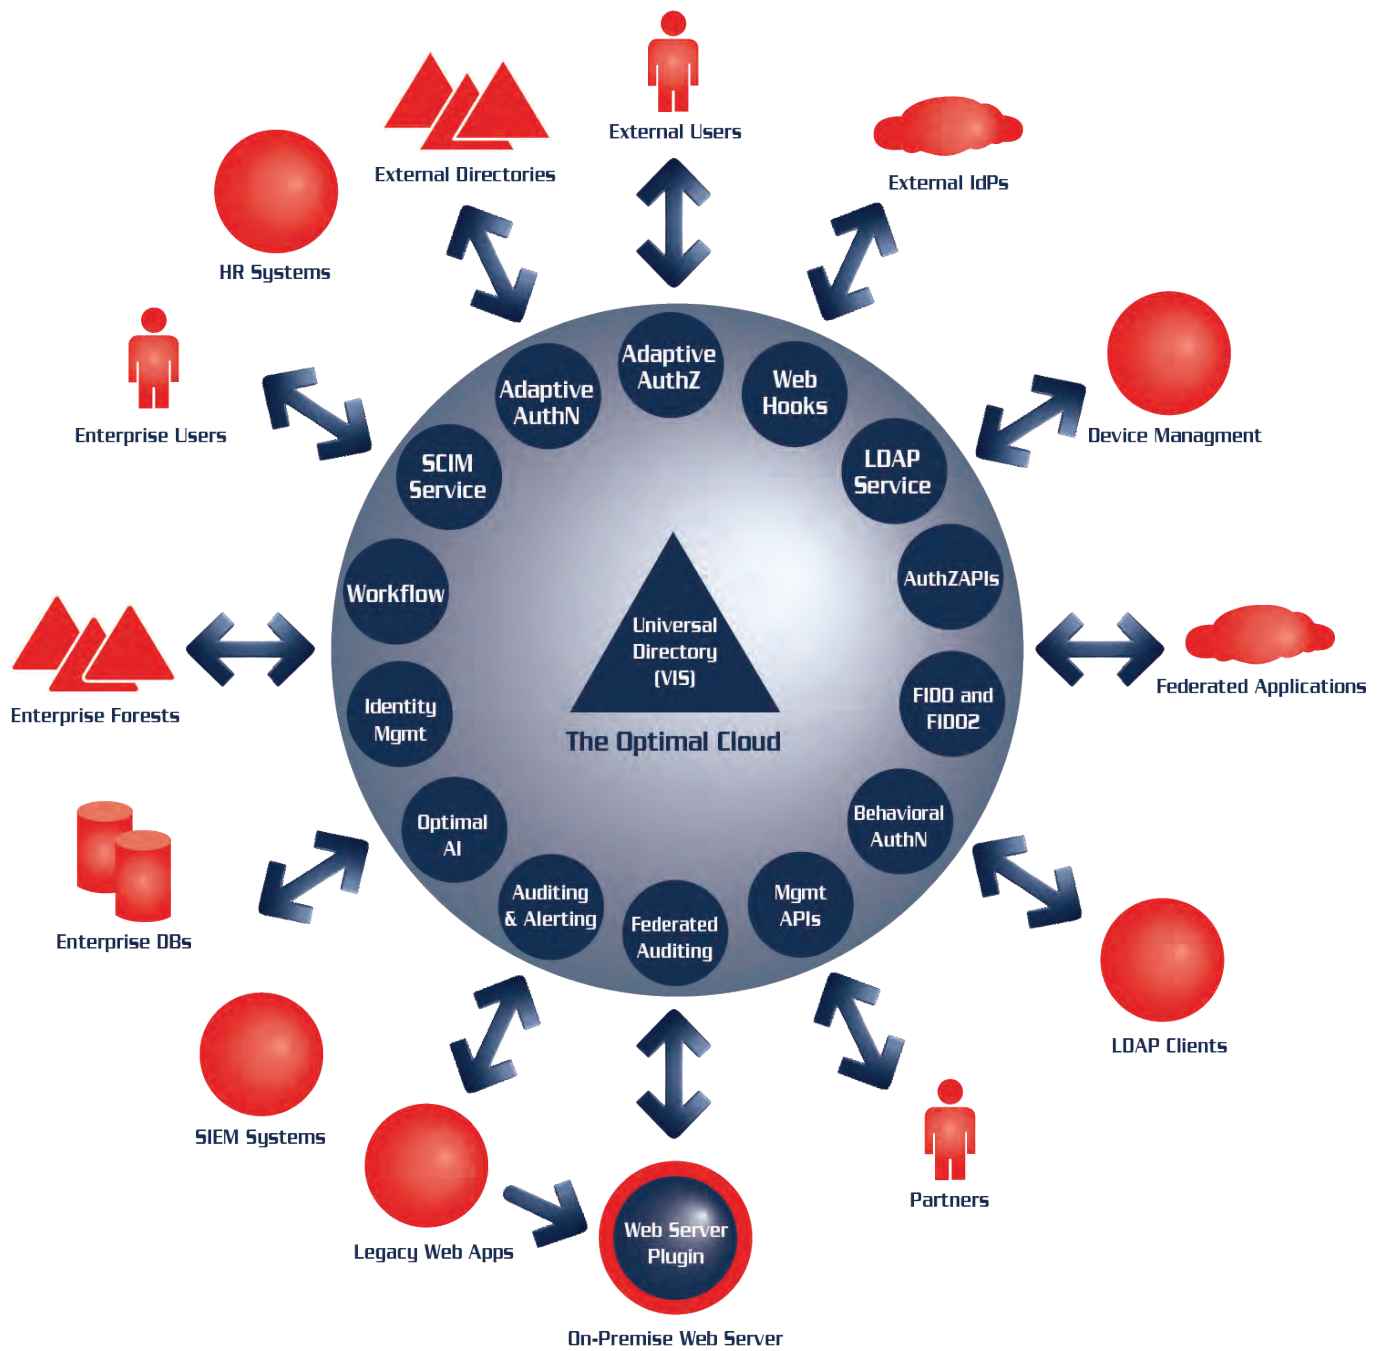 External Users
External Directories
External IdPs
HR Systems
Enterprise Users
Device Managment
Adaptive
AuthZ
Adaptive
AuthN
Web
Hooks
SCIM
Service
LDAP
Service
Workflow
AuthZAPIs
Universal
Directory
(VIS)
The Optimal Cloud
Enterprise Forests
Federated Applications
Identity
Mgmt
FIDO and
FIDO2
Optimal
AI
Behavioral
AuthN
Auditing
& Alerting
Federated
Auditing
Mgmt
APIs
Enterprise DBs
LDAP Clients
SIEM Systems
Partners
Legacy Web Apps
Web Server
Plugin
On-Premise Web Server